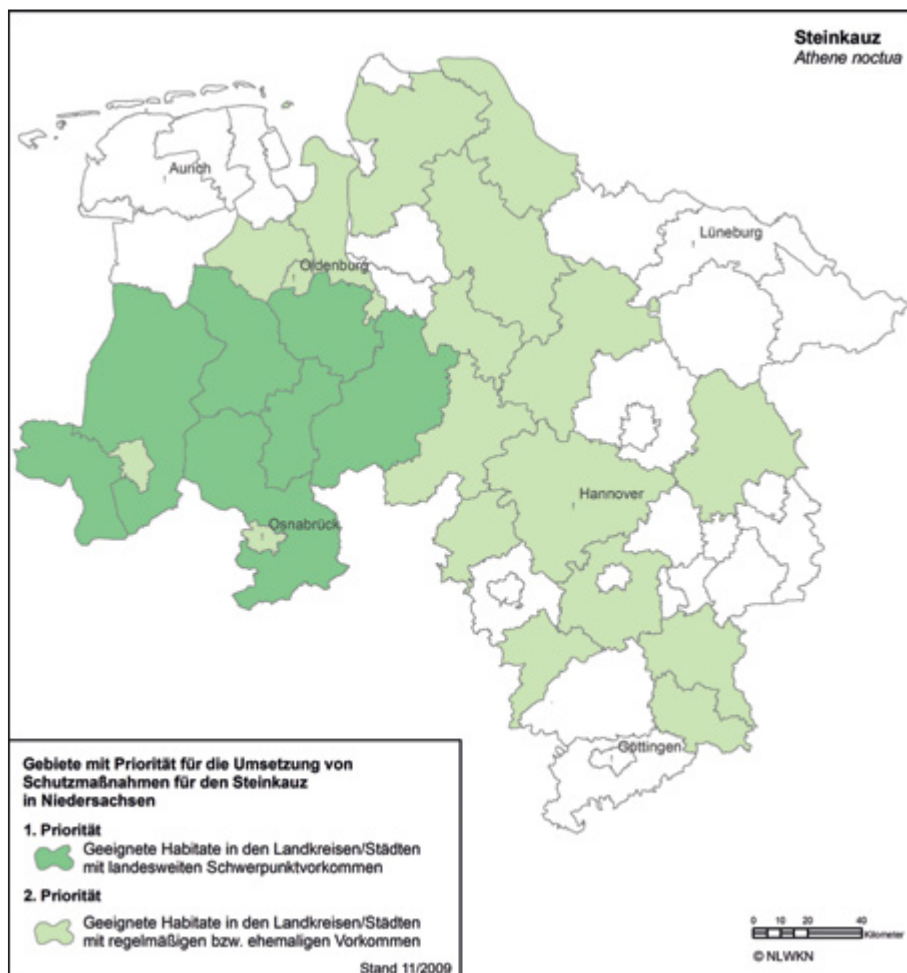 Steinkauz
Athene noctua
Aurich
Lüneburg
Oldenburg
Hannover
Osnabrück
Göttingen
Gebiete mit Priorität für die Umsetzung von
Schutzmaßnahmen für den Steinkauz
in Niedersachsen
1. Priorität
Geeignete Habitate in den Landkreisen/Städten
mit landesweiten Schwerpunktvorkommen
2. Priorität
Geeignete Habitate in den Landkreisen/Städten
mit regelmäßigen bzw. ehemaligen Vorkommen
Stand 11/2009
0 5 10 20 40
Kilometer
© NLWKN